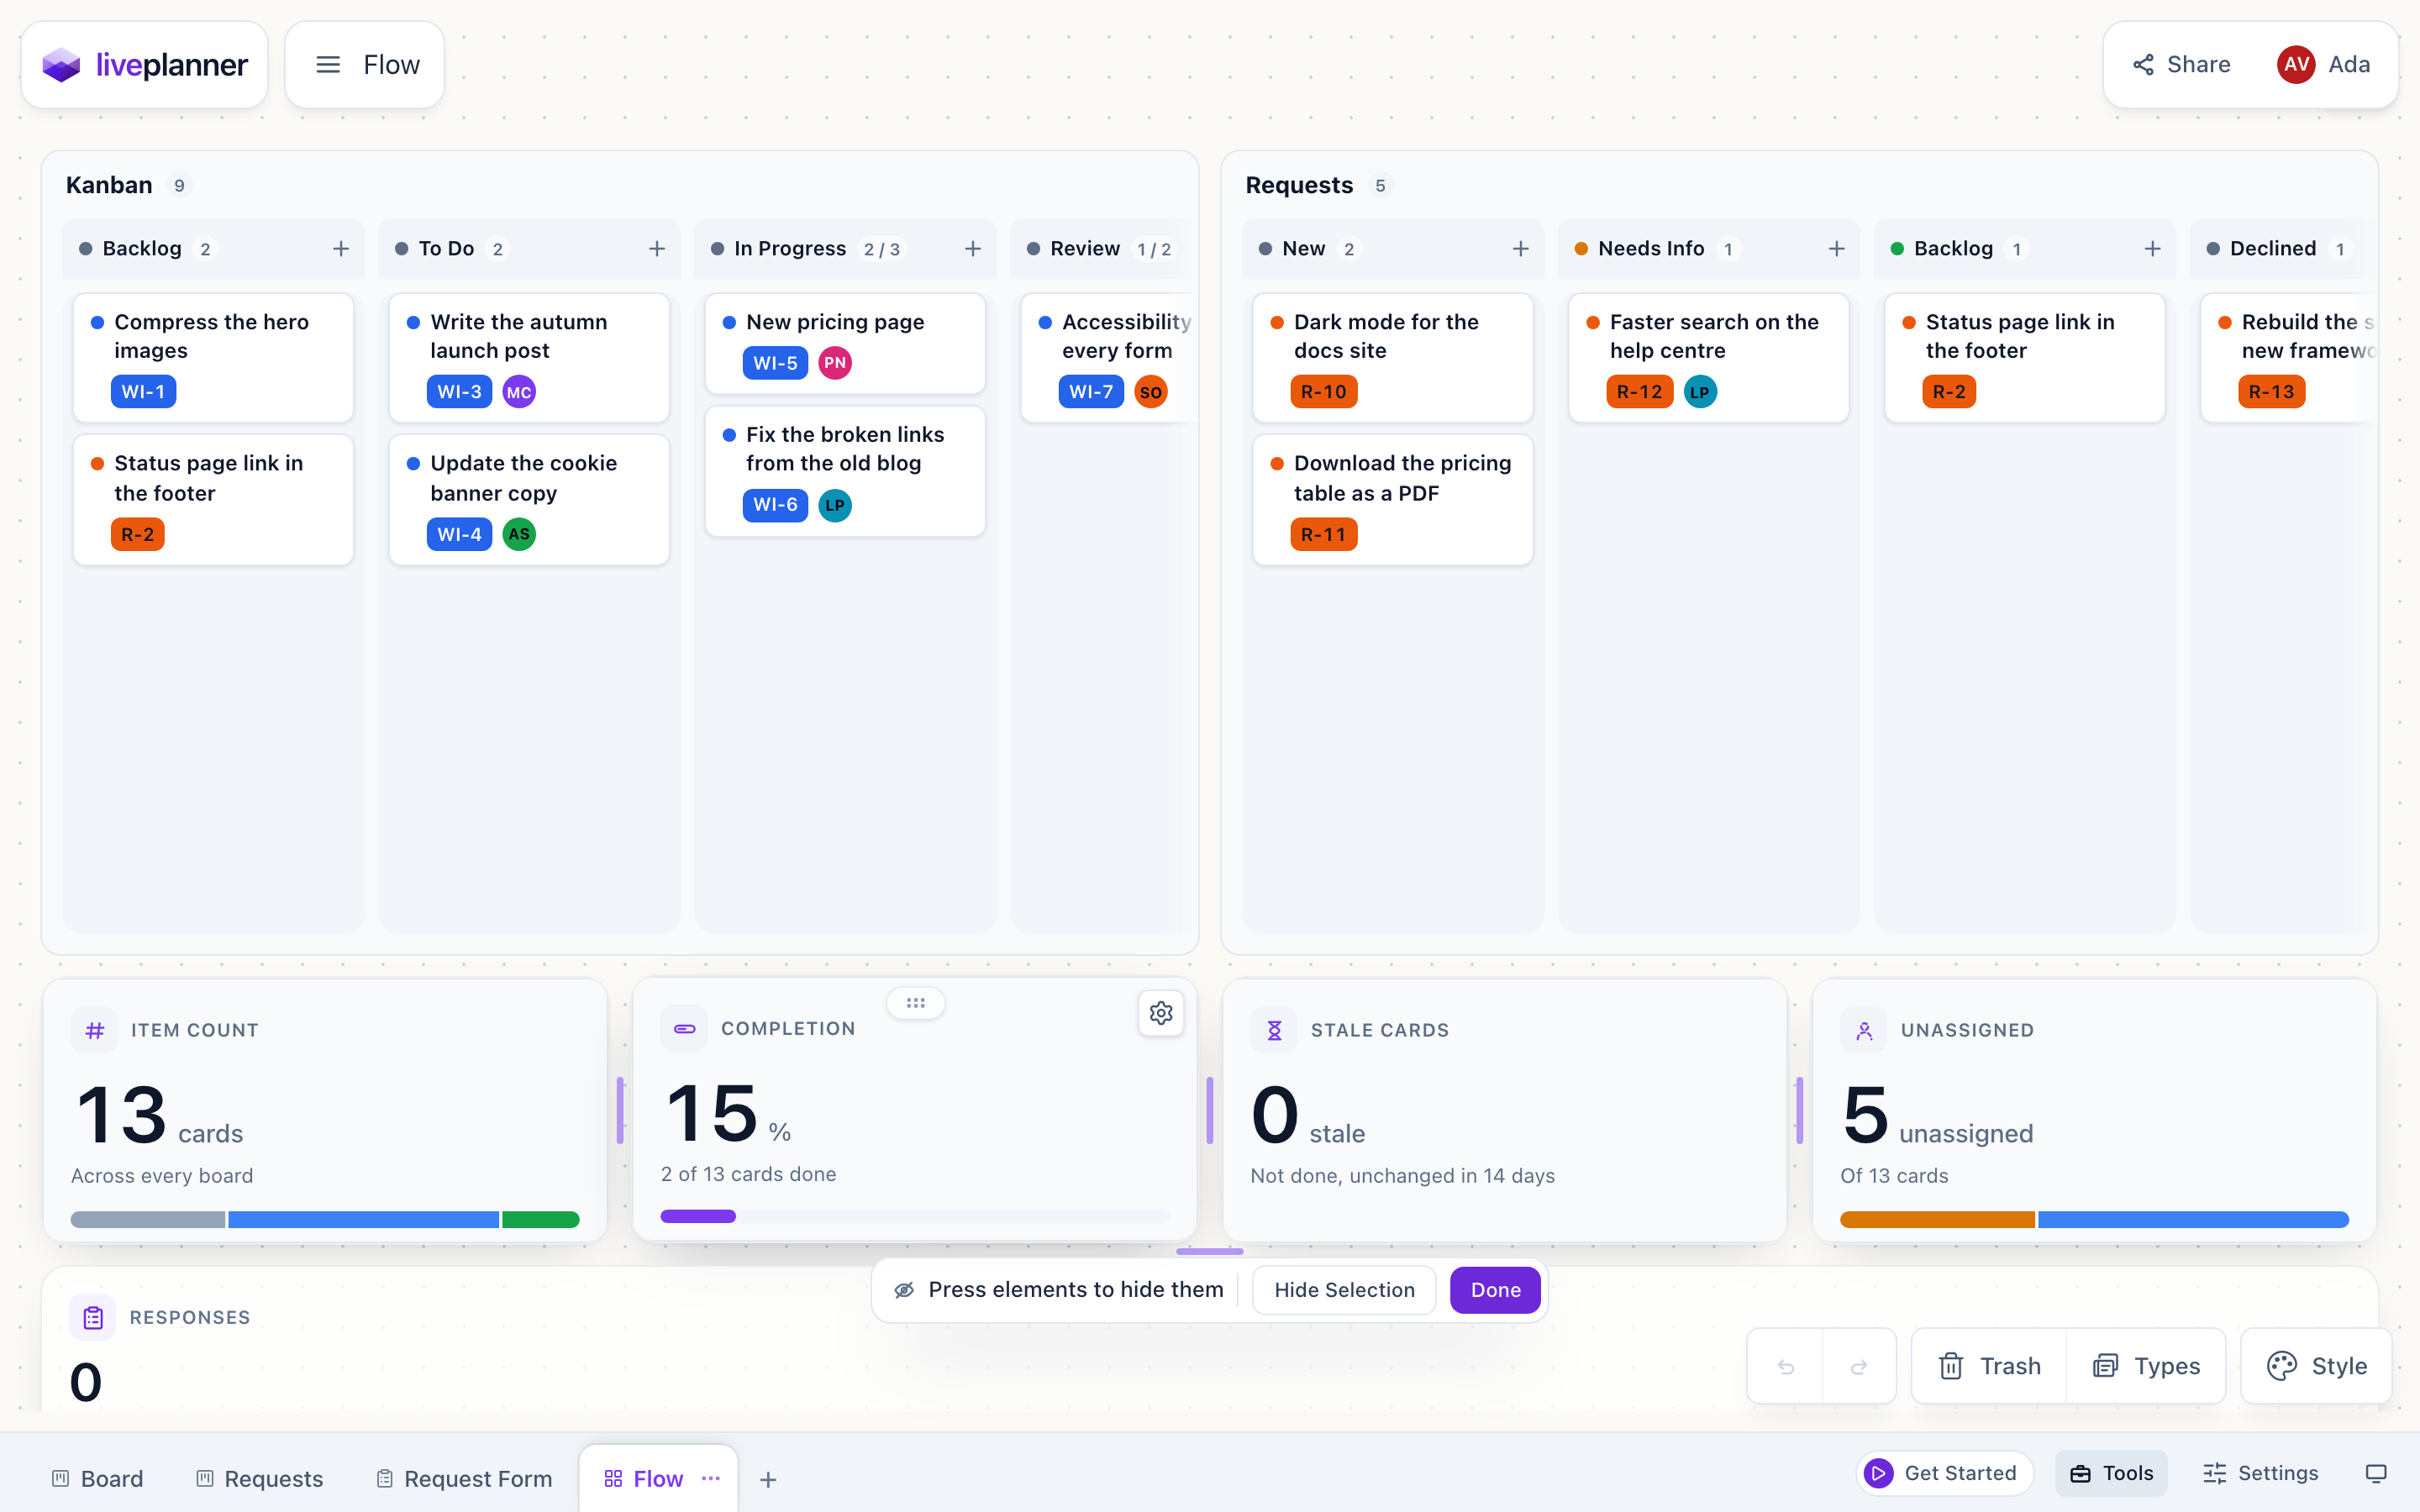 liveplanner
Flow
Share
AV Ada
Kanban 9
Backlog 2
To Do 2
In Progress 2 / 3
Review 1 / 2
Compress the hero
images
WI-1
Status page link in
the footer
R-2
Write the autumn
launch post
WI-3 MC
Update the cookie
banner copy
WI-4 AS
New pricing page
WI-5 PN
Fix the broken links
from the old blog
WI-6 LP
Accessibility
every form
WI-7 SO
Requests 5
New 2
Needs Info 1
Backlog 1
Declined 1
Dark mode for the
docs site
R-10
Download the pricing
table as a PDF
R-11
Faster search on the
help centre
R-12 LP
Status page link in
the footer
R-2
Rebuild the
new
R-13
ITEM COUNT
13 cards
Across every board
COMPLETION
15 %
2 of 13 cards done
STALE CARDS
0 stale
Not done, unchanged in 14 days
UNASSIGNED
5 unassigned
Of 13 cards
Press elements to hide them
Hide Selection
Done
RESPONSES
0
Trash
Types
Style
Board
Requests
Request Form
Flow
Get Started
Tools
Settings